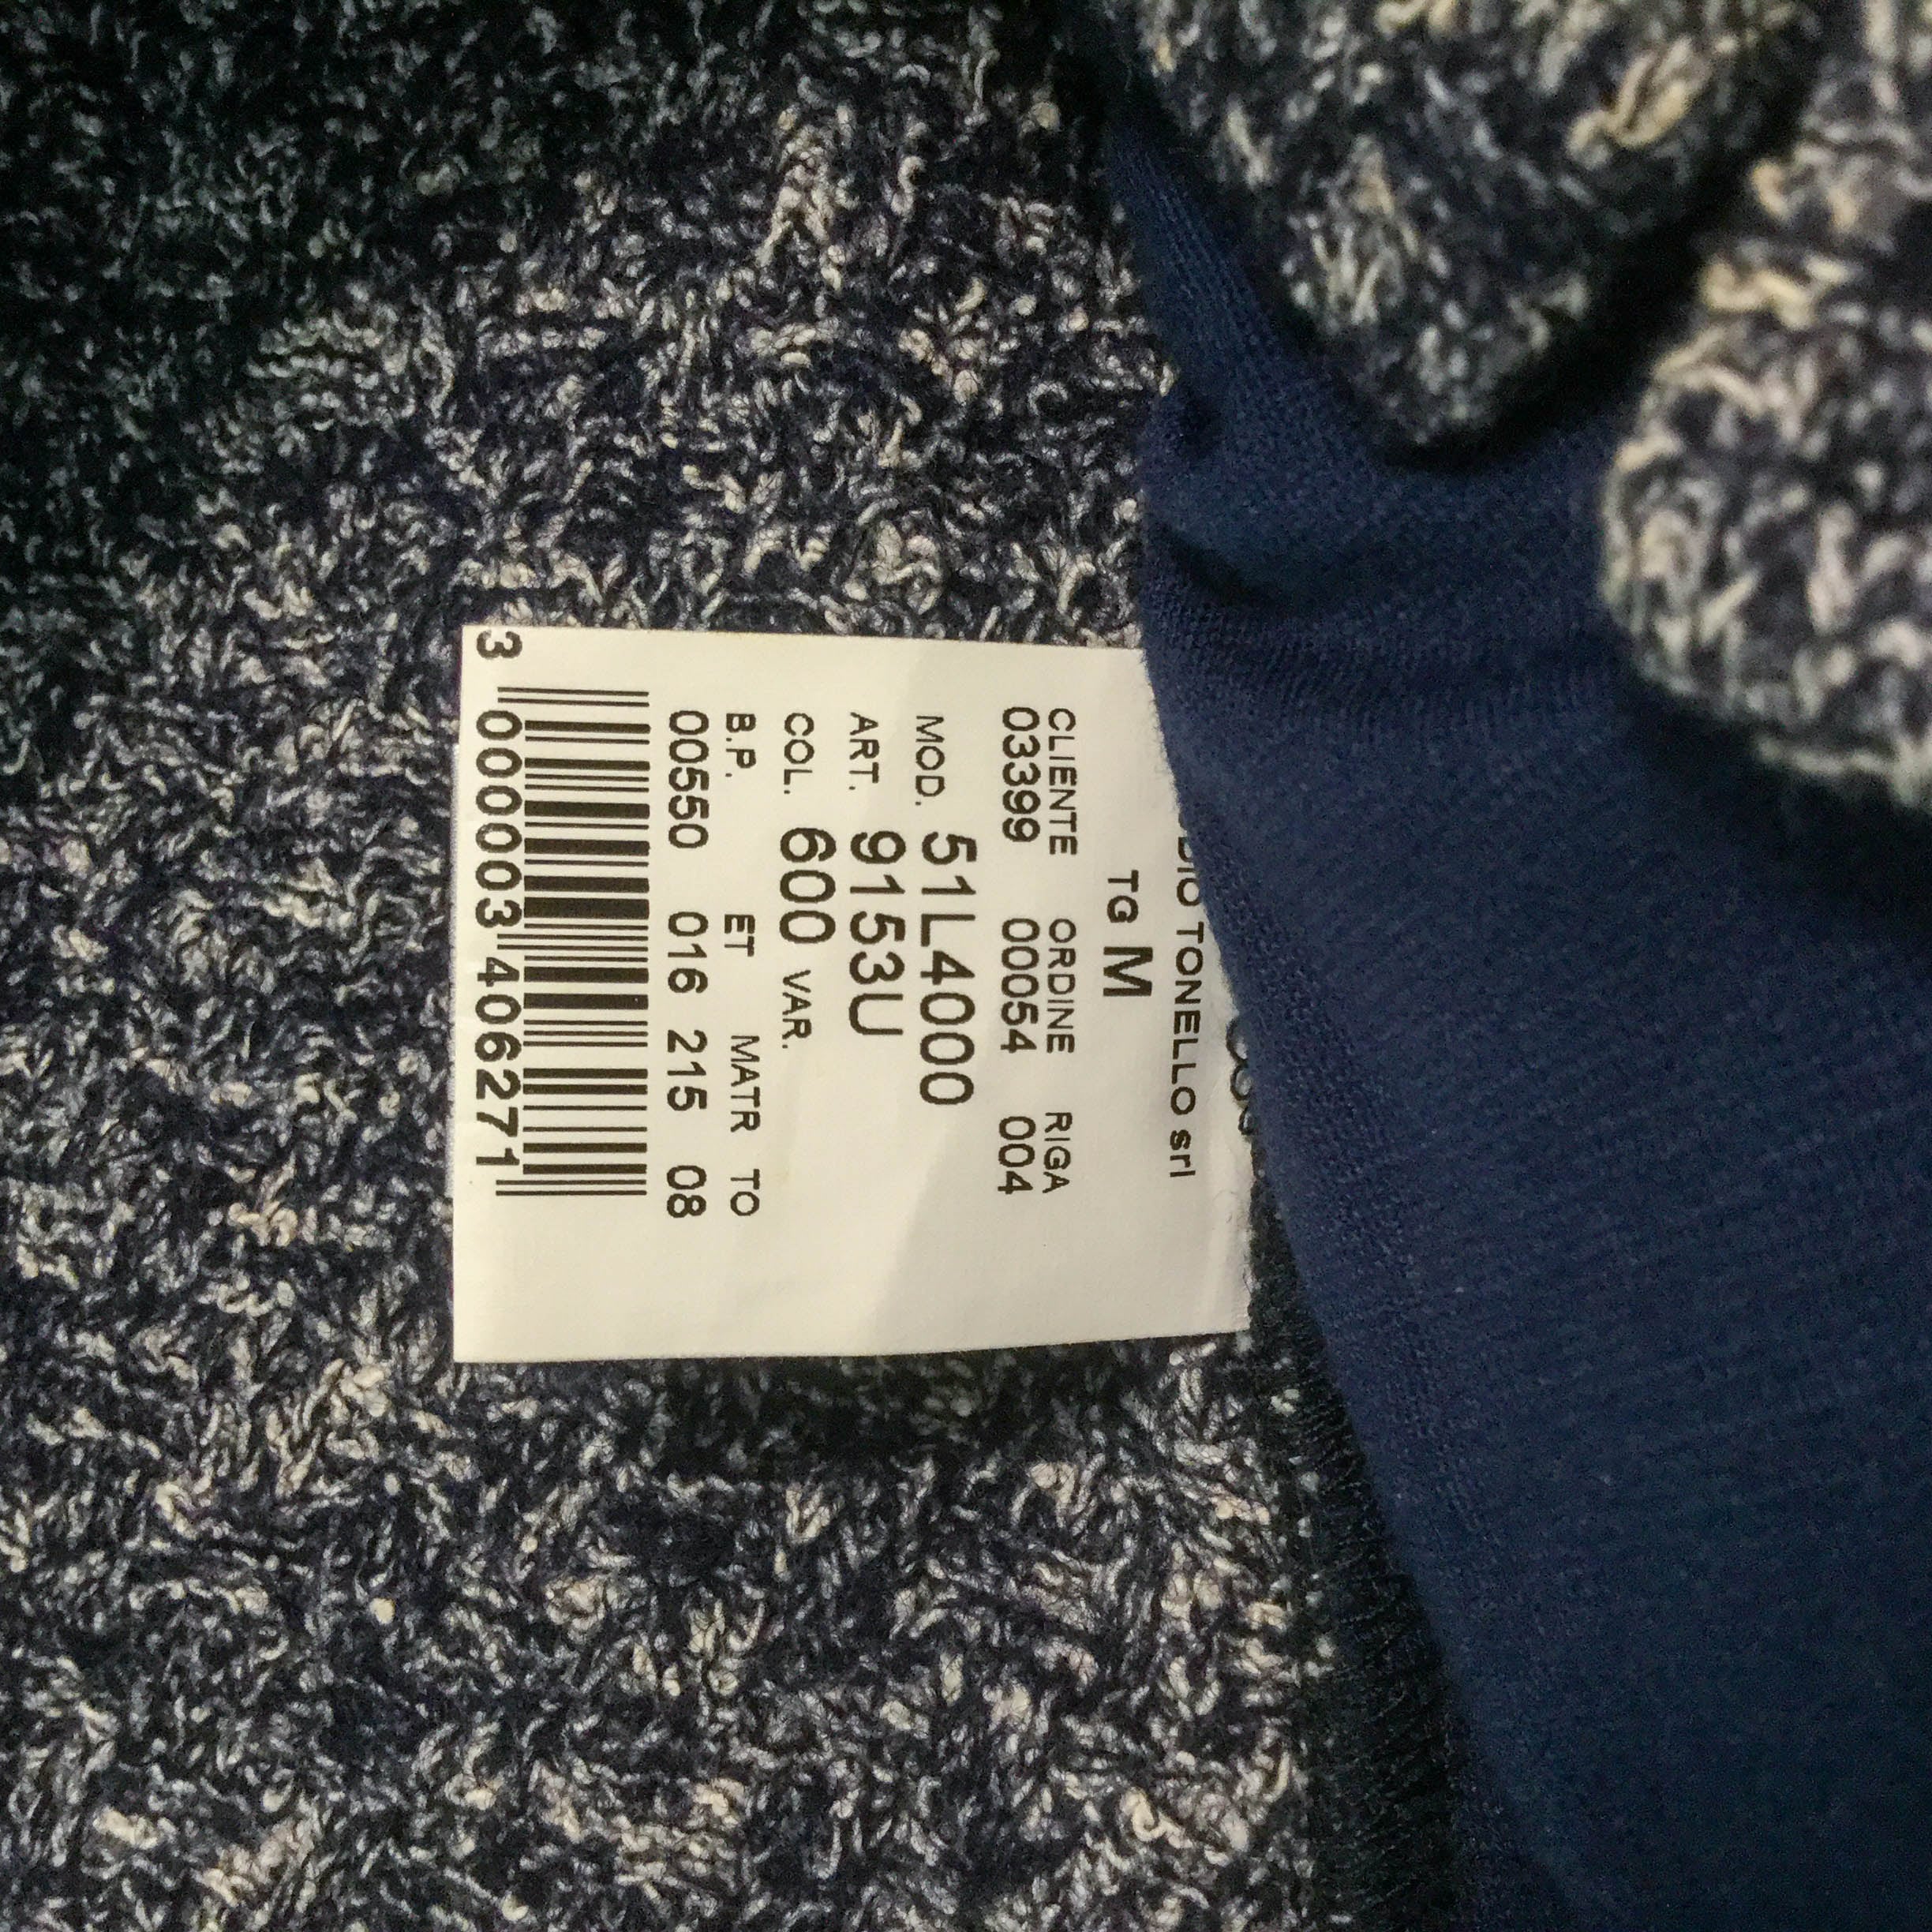 TONELLO srl
TG M
CLIENTE ORDINE RIGA
03399 00054 004
MOD. 51L4000
ART. 9153U
COL. 600 VAR.
B.P. ET MATR TO
00550 016 215 08
3 000003 406271